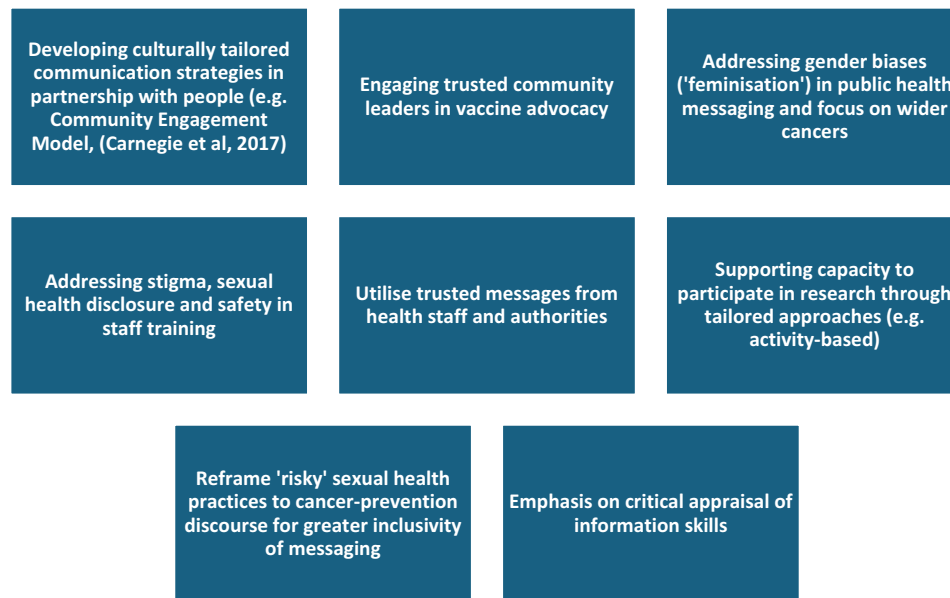 Developing culturally tailored
communication strategies in
partnership with people (e.g.
Community Engagement
Model, (Carnegie et al, 2017)
Engaging trusted community
leaders in vaccine advocacy
Addressing gender biases
('feminisation') in public health
messaging and focus on wider
cancers
Addressing stigma, sexual
health disclosure and safety in
staff training
Utilise trusted messages from
health staff and authorities
Supporting capacity to
participate in research through
tailored approaches (e.g.
activity-based)
Reframe 'risky' sexual health
practices to cancer-prevention
discourse for greater inclusivity
of messaging
Emphasis on critical appraisal of
information skills